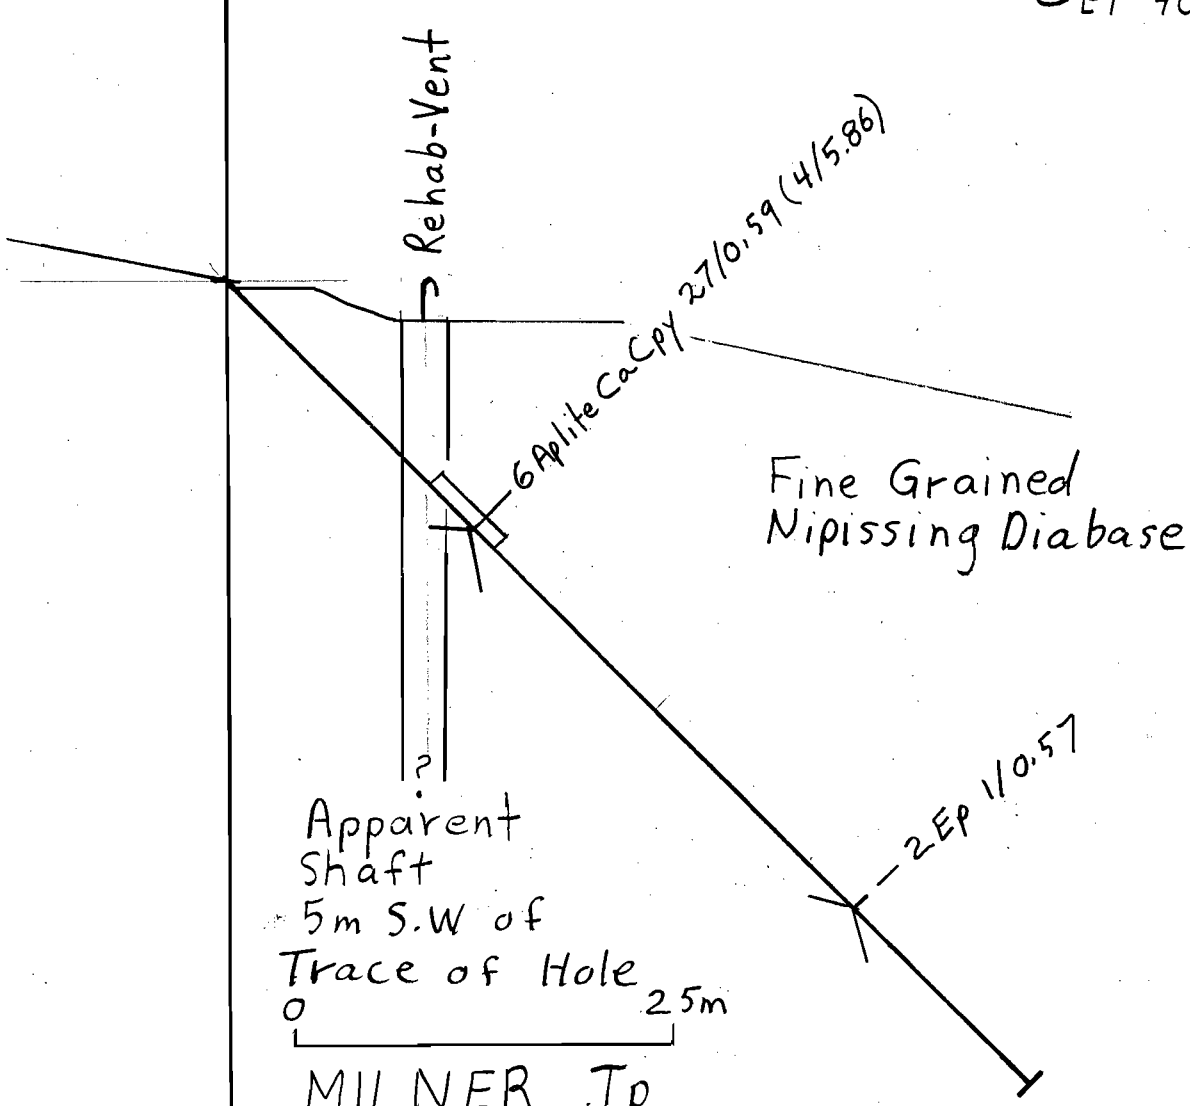 Rehab-Vent
6 Aplite CaCpy 27/0.59 (4/5.86)
Fine Grained
Nipissing Diabase
2 Ep 1/0.57
?
Apparent
Shaft
5m S.W of
Trace of Hole
0 25m